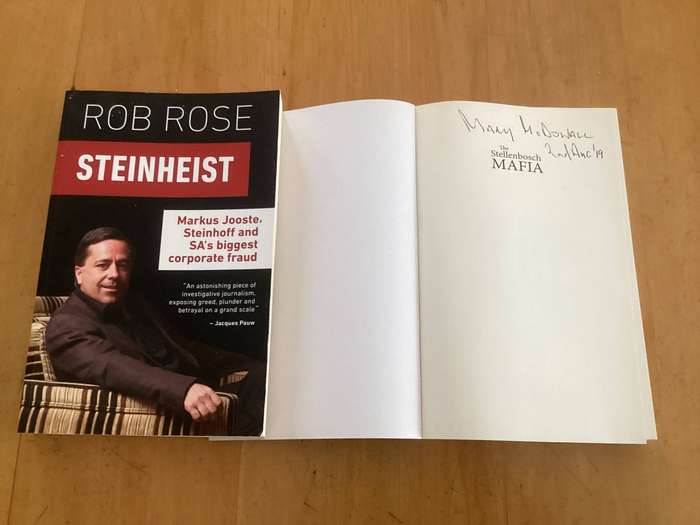 ROB ROSE
STEINHEIST
Markus Jooste,
Steinhoff and
SA's biggest
corporate fraud
"An astonishing piece of
investigative journalism,
exposing greed, plunder and
betrayal on a grand scale"
– Jacques Pauw
Mary McDowall
2nd Aug '19
The
Stellenbosch
MAFIA